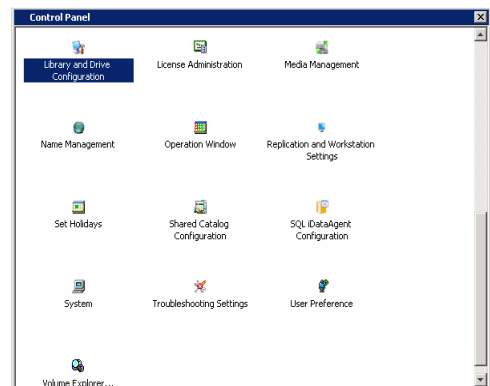 Control Panel
Library and Drive
Configuration
License Administration
Media Management
Name Management
Operation Window
Replication and Workstation
Settings
Set Holidays
Shared Catalog
Configuration
SQL iDataAgent
Configuration
System
Troubleshooting Settings
User Preference
Volume Explorer...